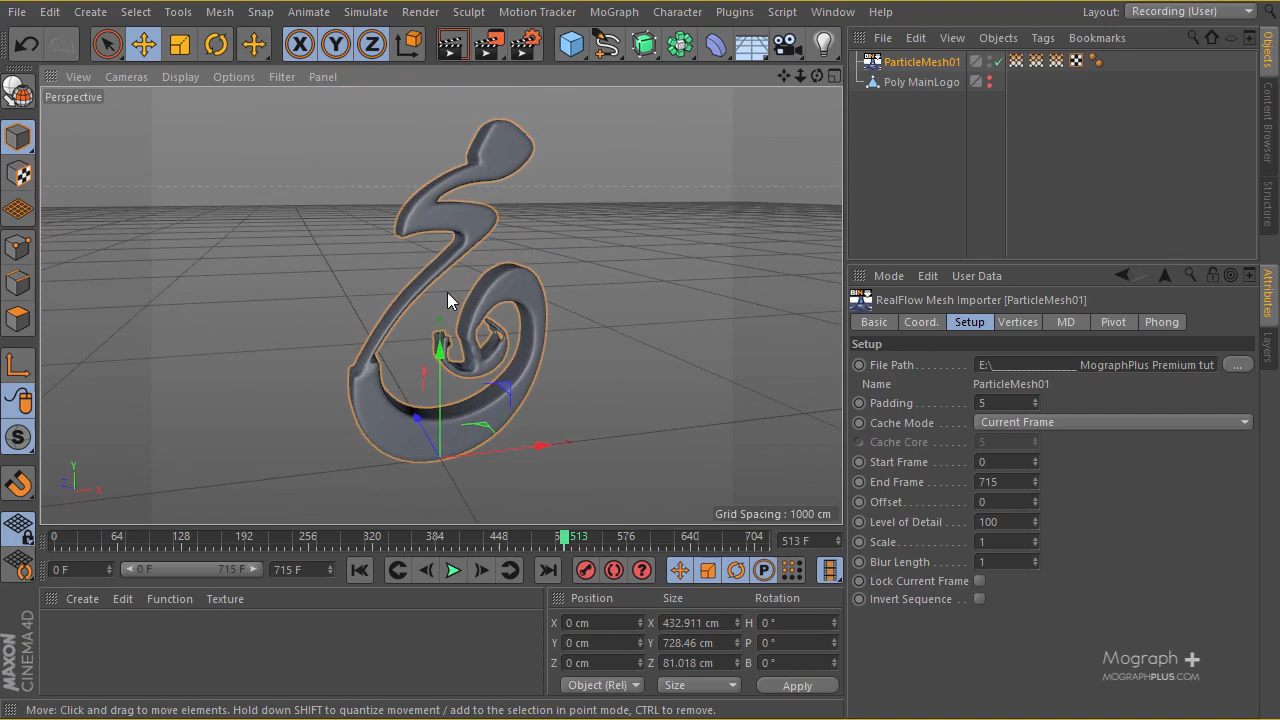 File Edit Create Select Tools Mesh Snap Animate Simulate Render Sculpt Motion Tracker MoGraph Character Plugins Script Window Help Layout: Recording (User)
X Y Z
File Edit View Objects Tags Bookmarks
ParticleMesh01
Poly MainLogo
Objects
Content Browser
Structure
View Cameras Display Options Filter Panel
Perspective
Y
Z X
Grid Spacing : 1000 cm
Mode Edit User Data
RealFlow Mesh Importer [ParticleMesh01]
Basic Coord. Setup Vertices MD Pivot Phong
Setup
File Path E:\_________________ MographPlus Premium tut ...
Name ParticleMesh01
Padding 5
Cache Mode Current Frame
Cache Core 5
Start Frame 0
End Frame 715
Offset 0
Level of Detail 100
Scale 1
Blur Length 1
Lock Current Frame
Invert Sequence
Attributes
Layers
0 64 128 192 256 320 384 448 513 576 640 704 513 F
0 F 0 F 715 F 715 F
Create Edit Function Texture
Position Size Rotation
X 0 cm X 432.911 cm H 0 °
Y 0 cm Y 728.46 cm P 0 °
Z 0 cm Z 81.018 cm B 0 °
Object (Rel) Size Apply
MAXON
CINEMA 4D
Mograph +
MOGRAPHPLUS.COM
Move: Click and drag to move elements. Hold down SHIFT to quantize movement / add to the selection in point mode, CTRL to remove.